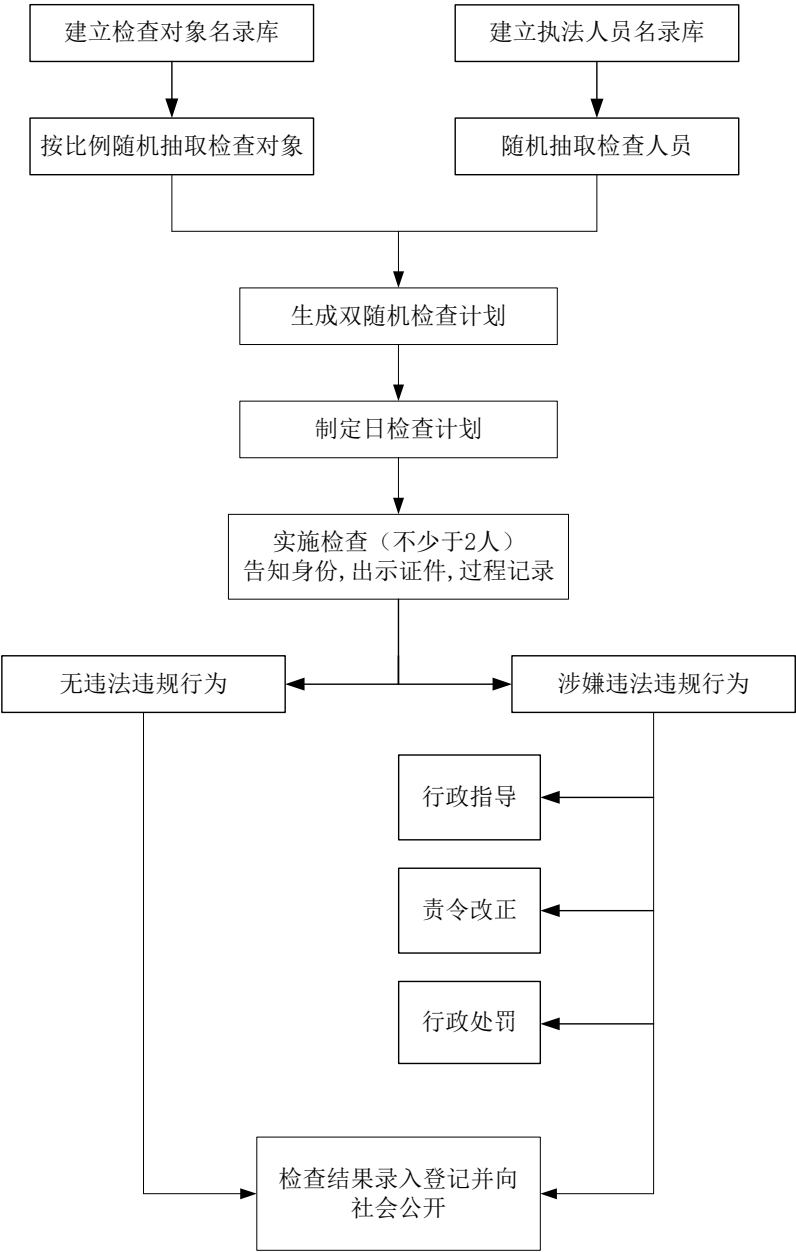 建立检查对象名录库
建立执法人员名录库
按比例随机抽取检查对象
随机抽取检查人员
生成双随机检查计划
制定日检查计划
实施检查（不少于2人）
告知身份,出示证件,过程记录
无违法违规行为
涉嫌违法违规行为
行政指导
责令改正
行政处罚
检查结果录入登记并向
社会公开